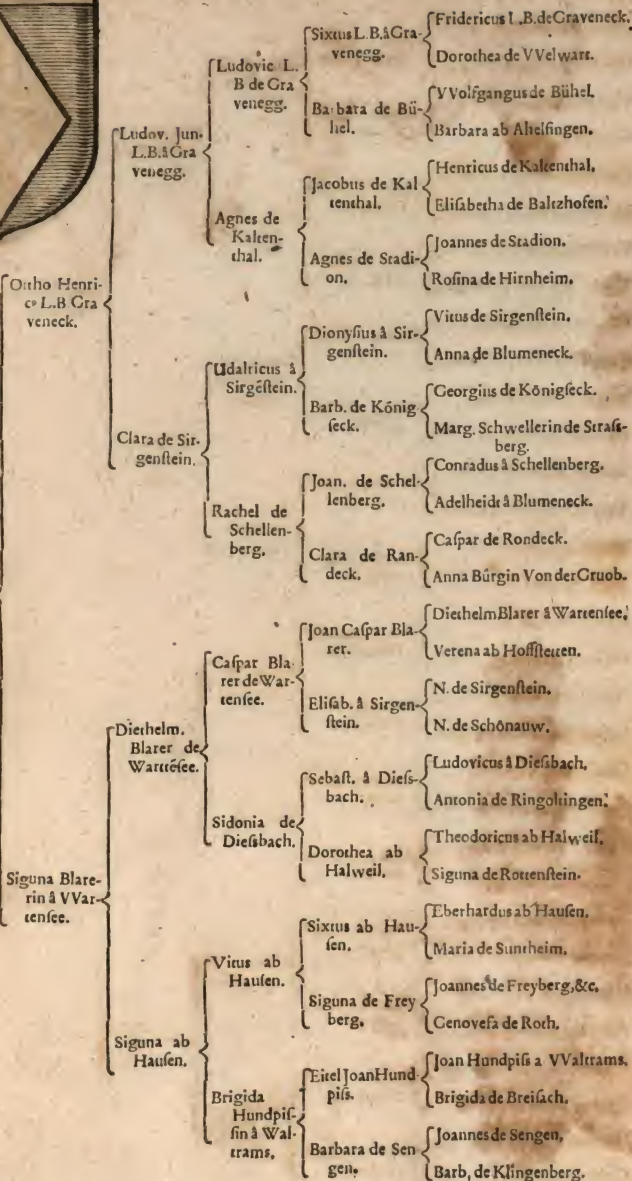 Ottho Henri-
cº L.B Gra
veneck.
Siguna Blare-
rin â VVar-
tenſee.
Ludov. Jun.
L.B.â Gra
venegg.
Clara de Sir-
genſtein.
Diethelm.
Blarer de
Warttẽſee.
Siguna ab
Hauſen.
Ludovic L.
B de Gra
venegg.
Agnes de
Kalten-
thal.
Udalricus â
Sirgẽſtein.
Rachel de
Schellen-
berg.
Caſpar Bla
rer de War-
tenſee.
Sidonia de
Dieſsbach.
Vitus ab
Hauſen.
Brigida
Hundpiſ-
ſin â Wal-
trams.
Sixtus L.B.â Gra-
venegg.
Barbara de Bü-
hel.
Jacobus de Kal
tenthal.
Agnes de Stadi-
on.
Dionyſius â Sir-
genſtein.
Barb. de König
ſeck.
Joan. de Schel-
lenberg.
Clara de Ran-
deck.
Joan Caſpar Bla-
rer.
Eliſab. â Sirgen-
ſtein.
Sebaſt. â Dieſs-
bach.
Dorothea ab
Halweil.
Sixtus ab Hau-
ſen.
Siguna de Frey
berg.
Eitel Joan Hund-
piſs.
Barbara de Sen
gen.
Fridericus L.B. de Graveneck.
Dorothea de VVelwart.
VVolfgangus de Bühel.
Barbara ab Ahelfingen.
Henricus de Kaltenthal.
Eliſabetha de Baltzhofen.
Joannes de Stadion.
Roſina de Hirnheim.
Vitus de Sirgenſtein.
Anna de Blumeneck.
Georgius de Königſeck.
Marg. Schwellerin de Straſs-
berg.
Conradus â Schellenberg.
Adelheidt â Blumeneck.
Caſpar de Rondeck.
Anna Bürgin Von der Gruob.
Diethelm Blarer â Wartenſee.
Verena ab Hoffſtetten.
N. de Sirgenſtein.
N. de Schönauw.
Ludovicus â Dieſsbach.
Antonia de Ringoltingen.
Theodoricus ab Halweil.
Siguna de Rottenſtein.
Eberhardus ab Hauſen.
Maria de Suntheim.
Joannes de Freyberg, &c.
Genoveſa de Roth.
Joan Hundpiſs a VValtrams.
Brigida de Breiſach.
Joannes de Sengen.
Barb. de Klingenberg.